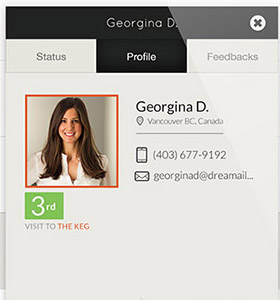 Georgina D.
Status Profile Feedbacks
Georgina D.
Vancouver BC, Canada
(403) 677-9192
georginad@dreamail...
3rd
VISIT TO THE KEG